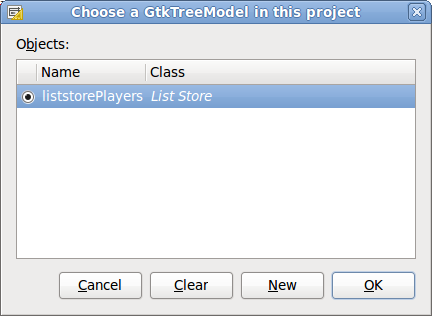 Choose a GtkTreeModel in this project
Objects:
Name Class
liststorePlayers List Store
Cancel Clear New OK